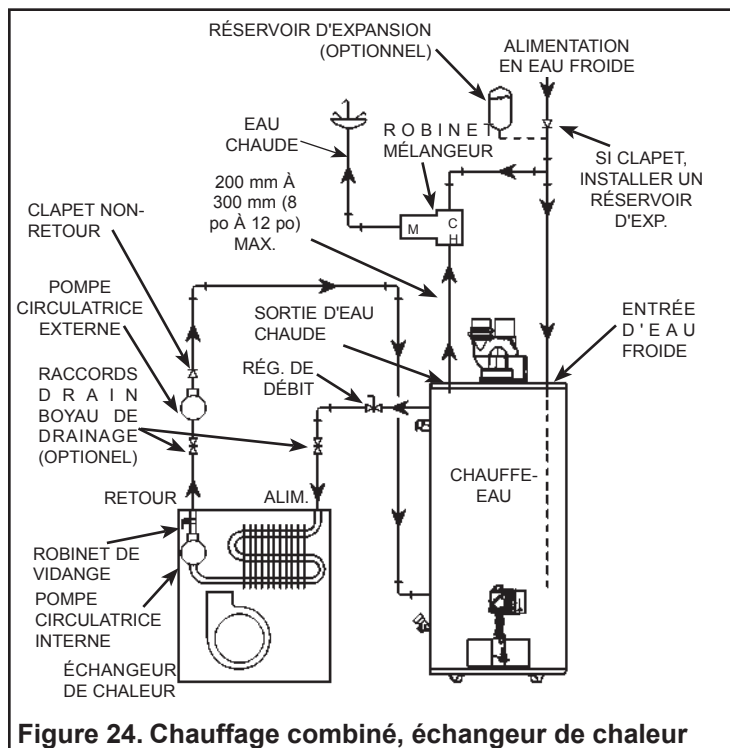 RÉSERVOIR D'EXPANSION
(OPTIONNEL)
ALIMENTATION
EN EAU FROIDE
EAU
CHAUDE
ROBINET
MÉLANGEUR
SI CLAPET,
INSTALLER UN
RÉSERVOIR
D'EXP.
200 mm À
300 mm (8
po À 12 po)
MAX.
M
C
H
CLAPET NON-
RETOUR
POMPE
CIRCULATRICE
EXTERNE
SORTIE D'EAU
CHAUDE
ENTRÉE
D'EAU
FROIDE
RÉG. DE
DÉBIT
RACCORDS
DRAIN
BOYAU DE
DRAINAGE
(OPTIONEL)
CHAUFFE-
EAU
RETOUR
ALIM.
ROBINET DE
VIDANGE
POMPE
CIRCULATRICE
INTERNE
ÉCHANGEUR
DE CHALEUR
Figure 24. Chauffage combiné, échangeur de chaleur